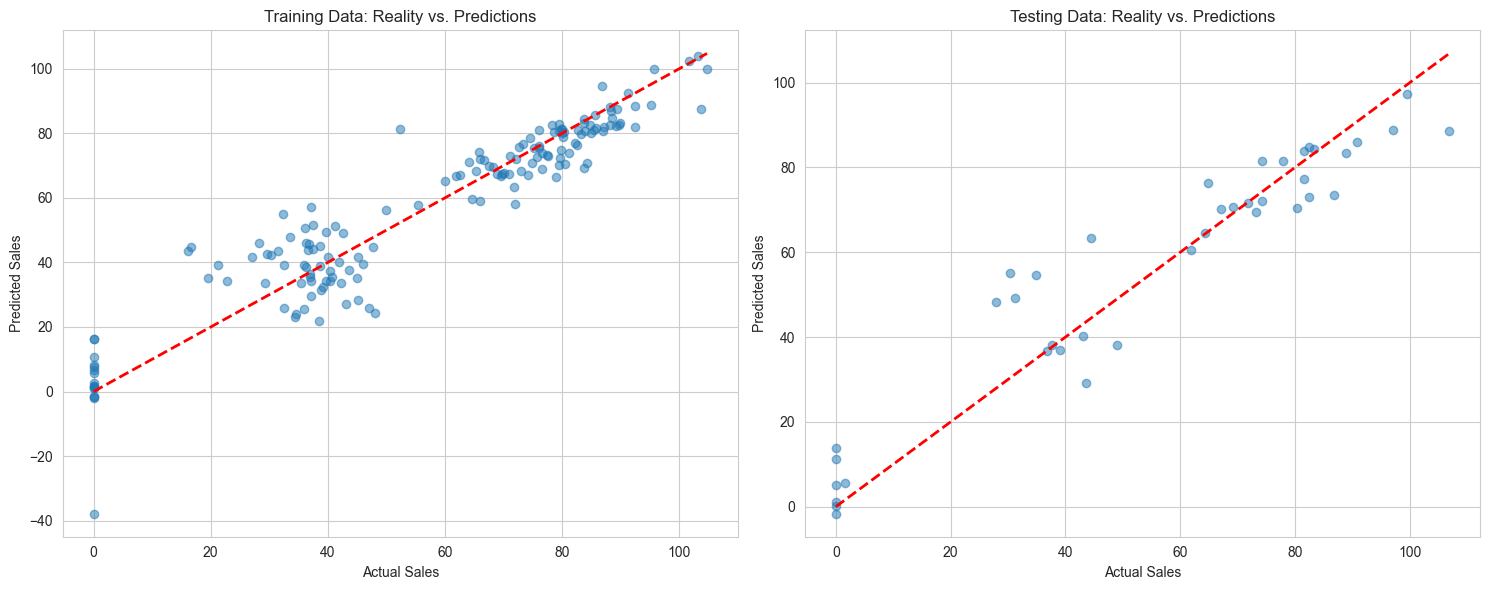 Training Data: Reality vs. Predictions
Predicted Sales
100
80
60
40
20
0
−20
−40
0 20 40 60 80 100
Actual Sales
Testing Data: Reality vs. Predictions
Predicted Sales
100
80
60
40
20
0
0 20 40 60 80 100
Actual Sales